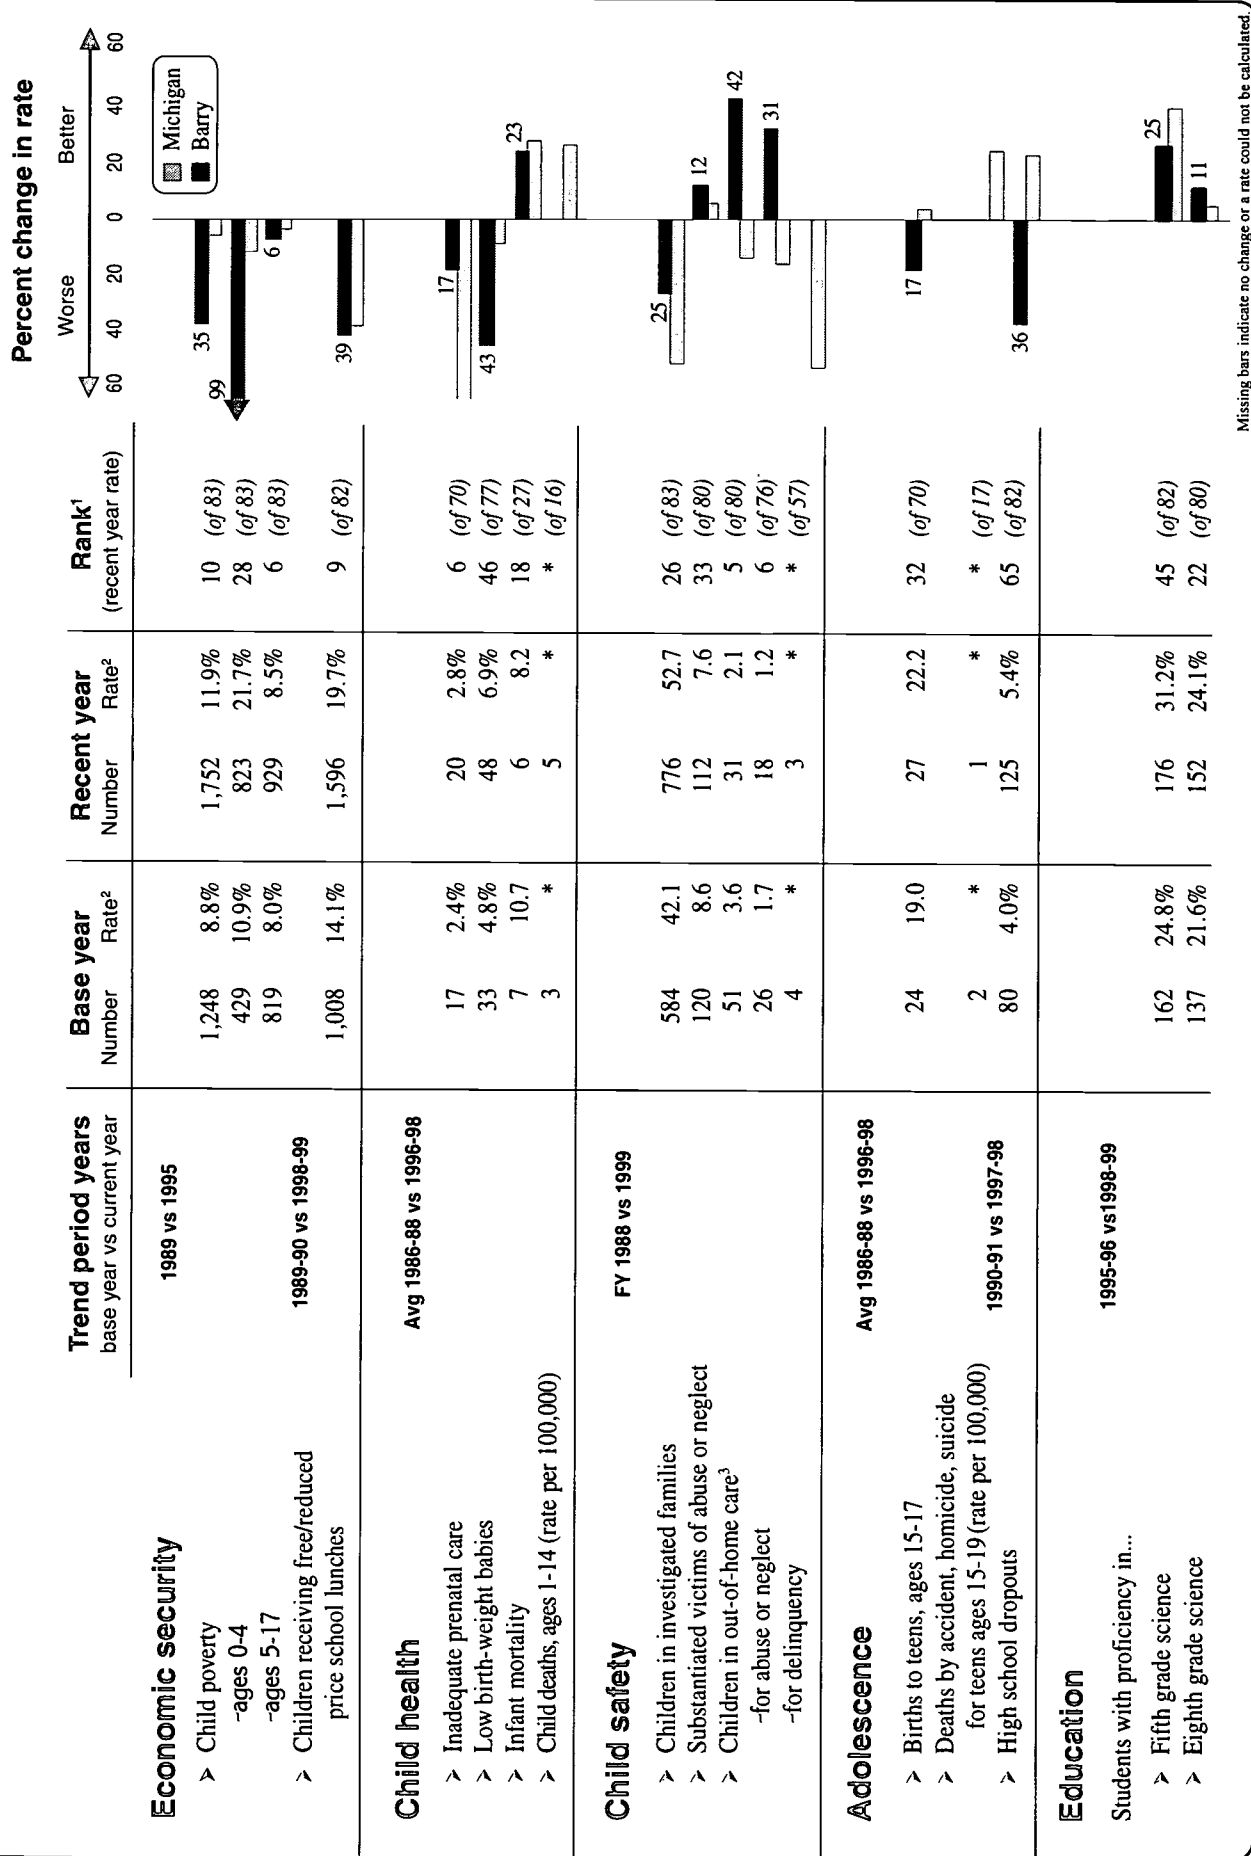 Percent change in rate
Trend period years Base year Recent year Rank¹ Worse Better
base year vs current year Number Rate² Number Rate² (recent year rate) 60 40 20 0 20 40 60
Economic security
1989 vs 1995
Michigan
Barry
➢ Child poverty 1,248 8.8% 1,752 11.9% 10 (of 83) 35
-ages 0-4 429 10.9% 823 21.7% 28 (of 83) 99
-ages 5-17 819 8.0% 929 8.5% 6 (of 83) 6
➢ Children receiving free/reduced 1989-90 vs 1998-99
price school lunches 1,008 14.1% 1,596 19.7% 9 (of 82) 39
Child health
Avg 1986-88 vs 1996-98
➢ Inadequate prenatal care 17 2.4% 20 2.8% 6 (of 70) 17
➢ Low birth-weight babies 33 4.8% 48 6.9% 46 (of 77) 43
➢ Infant mortality 7 10.7 6 8.2 18 (of 27) 23
➢ Child deaths, ages 1-14 (rate per 100,000) 3 * 5 * * (of 16)
Child safety
FY 1988 vs 1999
➢ Children in investigated families 584 42.1 776 52.7 26 (of 83) 25
➢ Substantiated victims of abuse or neglect 120 8.6 112 7.6 33 (of 80) 12
➢ Children in out-of-home care³ 51 3.6 31 2.1 5 (of 80) 42
-for abuse or neglect 26 1.7 18 1.2 6 (of 76) 31
-for delinquency 4 * 3 * * (of 57)
Adolescence
Avg 1986-88 vs 1996-98
➢ Births to teens, ages 15-17 24 19.0 27 22.2 32 (of 70) 17
➢ Deaths by accident, homicide, suicide
for teens ages 15-19 (rate per 100,000) 2 * 1 * * (of 17)
➢ High school dropouts 1990-91 vs 1997-98 80 4.0% 125 5.4% 65 (of 82) 36
Education
Students with proficiency in... 1995-96 vs1998-99
➢ Fifth grade science 162 24.8% 176 31.2% 45 (of 82) 25
➢ Eighth grade science 137 21.6% 152 24.1% 22 (of 80) 11
Missing bars indicate no change or a rate could not be calculated.